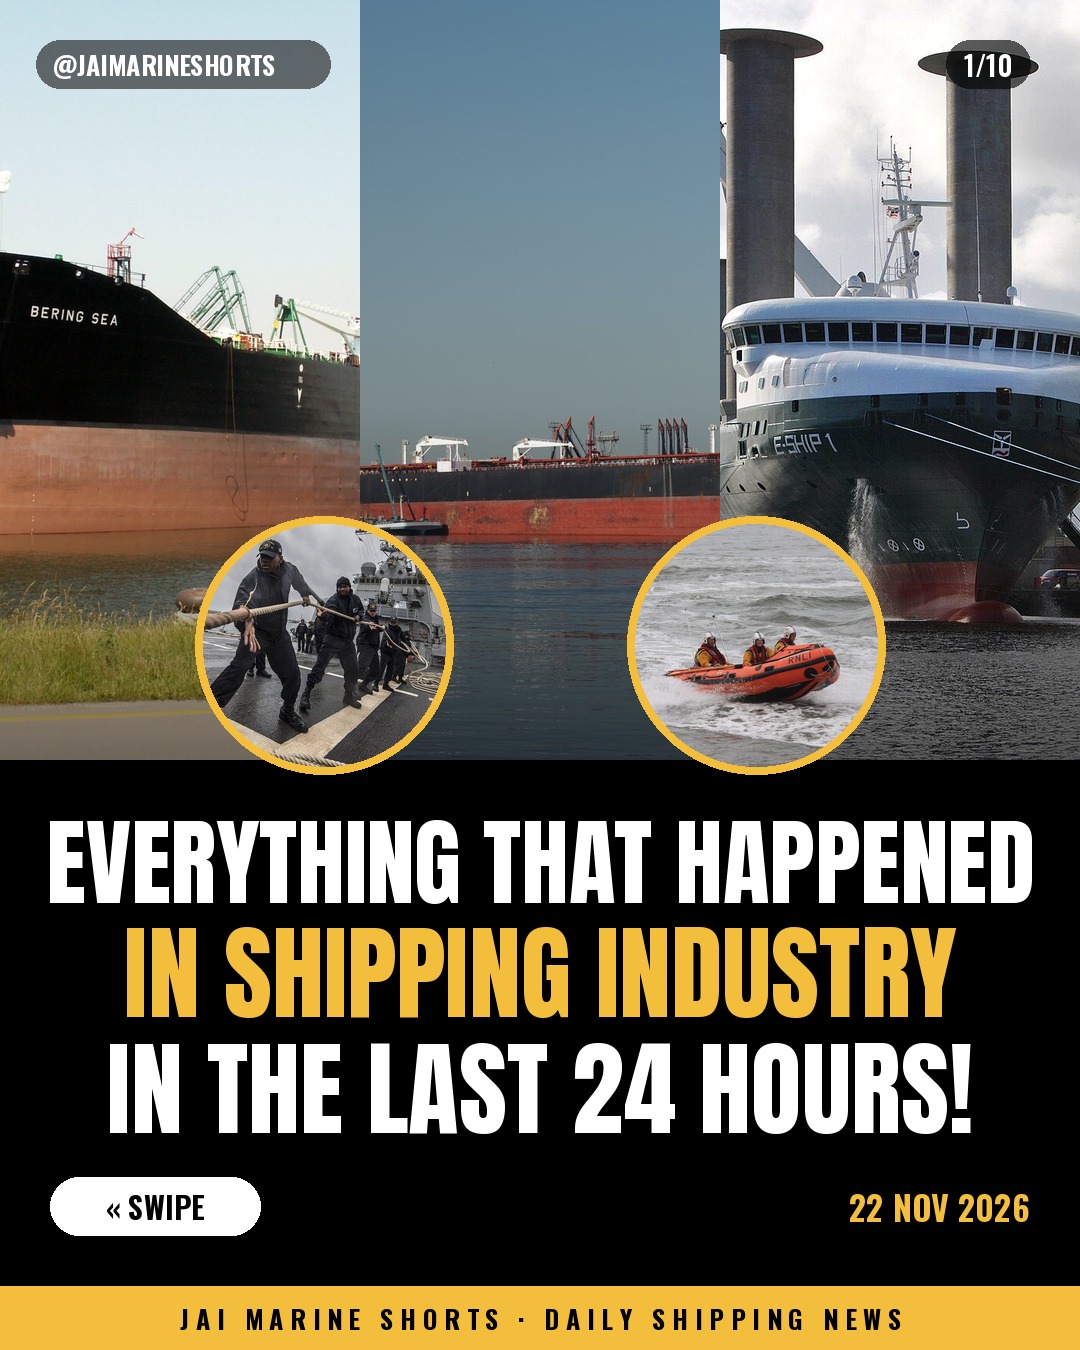 @JAIMARINESHORTS
1/10
BERING SEA
E-SHIP 1
RNLI
EVERYTHING THAT HAPPENED
IN SHIPPING INDUSTRY
IN THE LAST 24 HOURS!
« SWIPE
22 NOV 2026
JAI MARINE SHORTS · DAILY SHIPPING NEWS